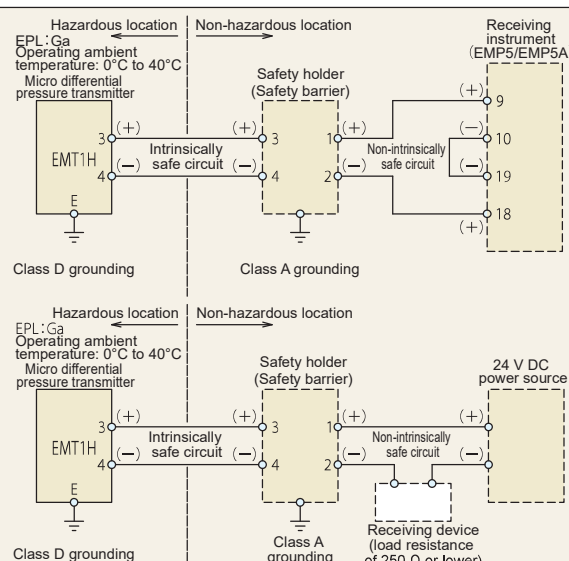 Hazardous location
Non-hazardous location
EPL:Ga
Operating ambient
temperature: 0°C to 40°C
Micro differential
pressure transmitter
EMT1H
3
(+)
4
(−)
E
Class D grounding
Intrinsically
safe circuit
Safety holder
(Safety barrier)
(+)
3
(−)
4
1
(+)
2
(−)
Class A grounding
Non-intrinsically
safe circuit
Receiving
instrument
(EMP5/EMP5A
(+)
9
(−)
10
(−)
19
18
(+)
Hazardous location
Non-hazardous location
EPL:Ga
Operating ambient
temperature: 0°C to 40°C
Micro differential
pressure transmitter
EMT1H
3
(+)
4
(−)
E
Class D grounding
Intrinsically
safe circuit
Safety holder
(Safety barrier)
(+)
3
(−)
4
1
(+)
2
(−)
Class A
grounding
Non-intrinsically
safe circuit
24 V DC
power source
(+)
(−)
Receiving device
(load resistance
of 250 Ω or lower)